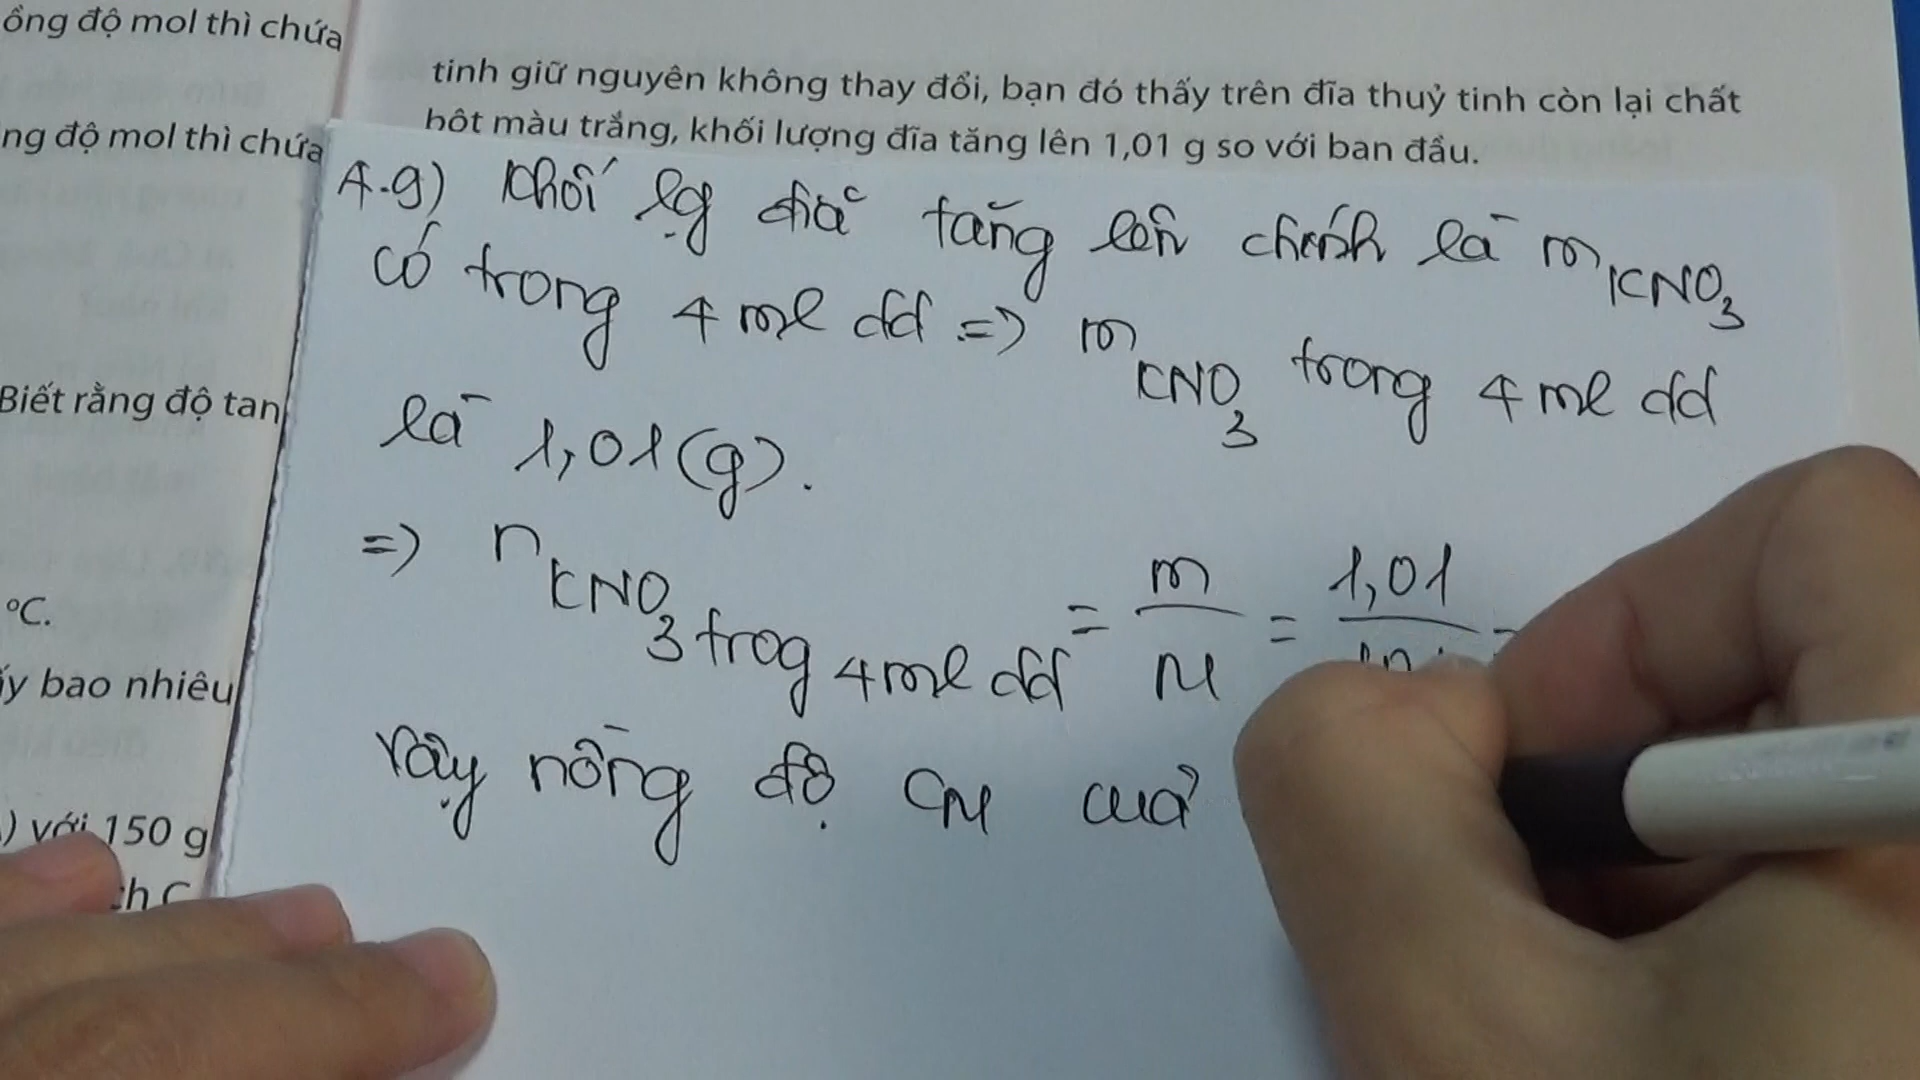 ồng độ mol thì chứa
ng độ mol thì chứa
Biết rằng độ tan
°C.
ấy bao nhiêu
) với 150 g
ch C
tinh giữ nguyên không thay đổi, bạn đó thấy trên đĩa thuỷ tinh còn lại chất
bột màu trắng, khối lượng đĩa tăng lên 1,01 g so với ban đầu.
4.9) Khối lg đĩa tăng lên chính là m KNO3
có trong 4 ml dd => m KNO3 trong 4 ml dd
là 1,01(g).
=> n KNO3 trog 4ml dd = m/M = 1,01/
Vậy nồng độ CM của